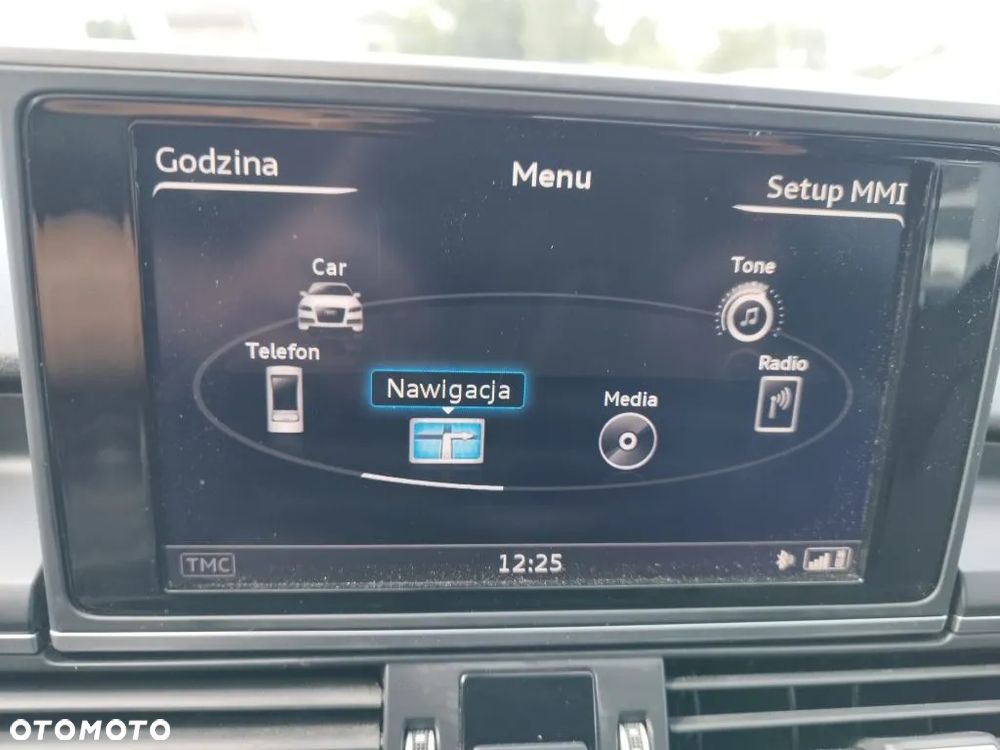 Godzina
Menu
Setup MMI
Car
Tone
Telefon
Radio
Nawigacja
Media
TMC
12:25
OTOMOTO